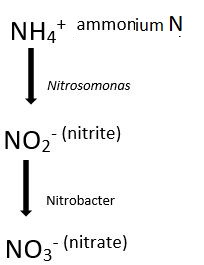 NH₄⁺ ammonium N
Nitrosomonas
NO₂⁻ (nitrite)
Nitrobacter
NO₃⁻ (nitrate)